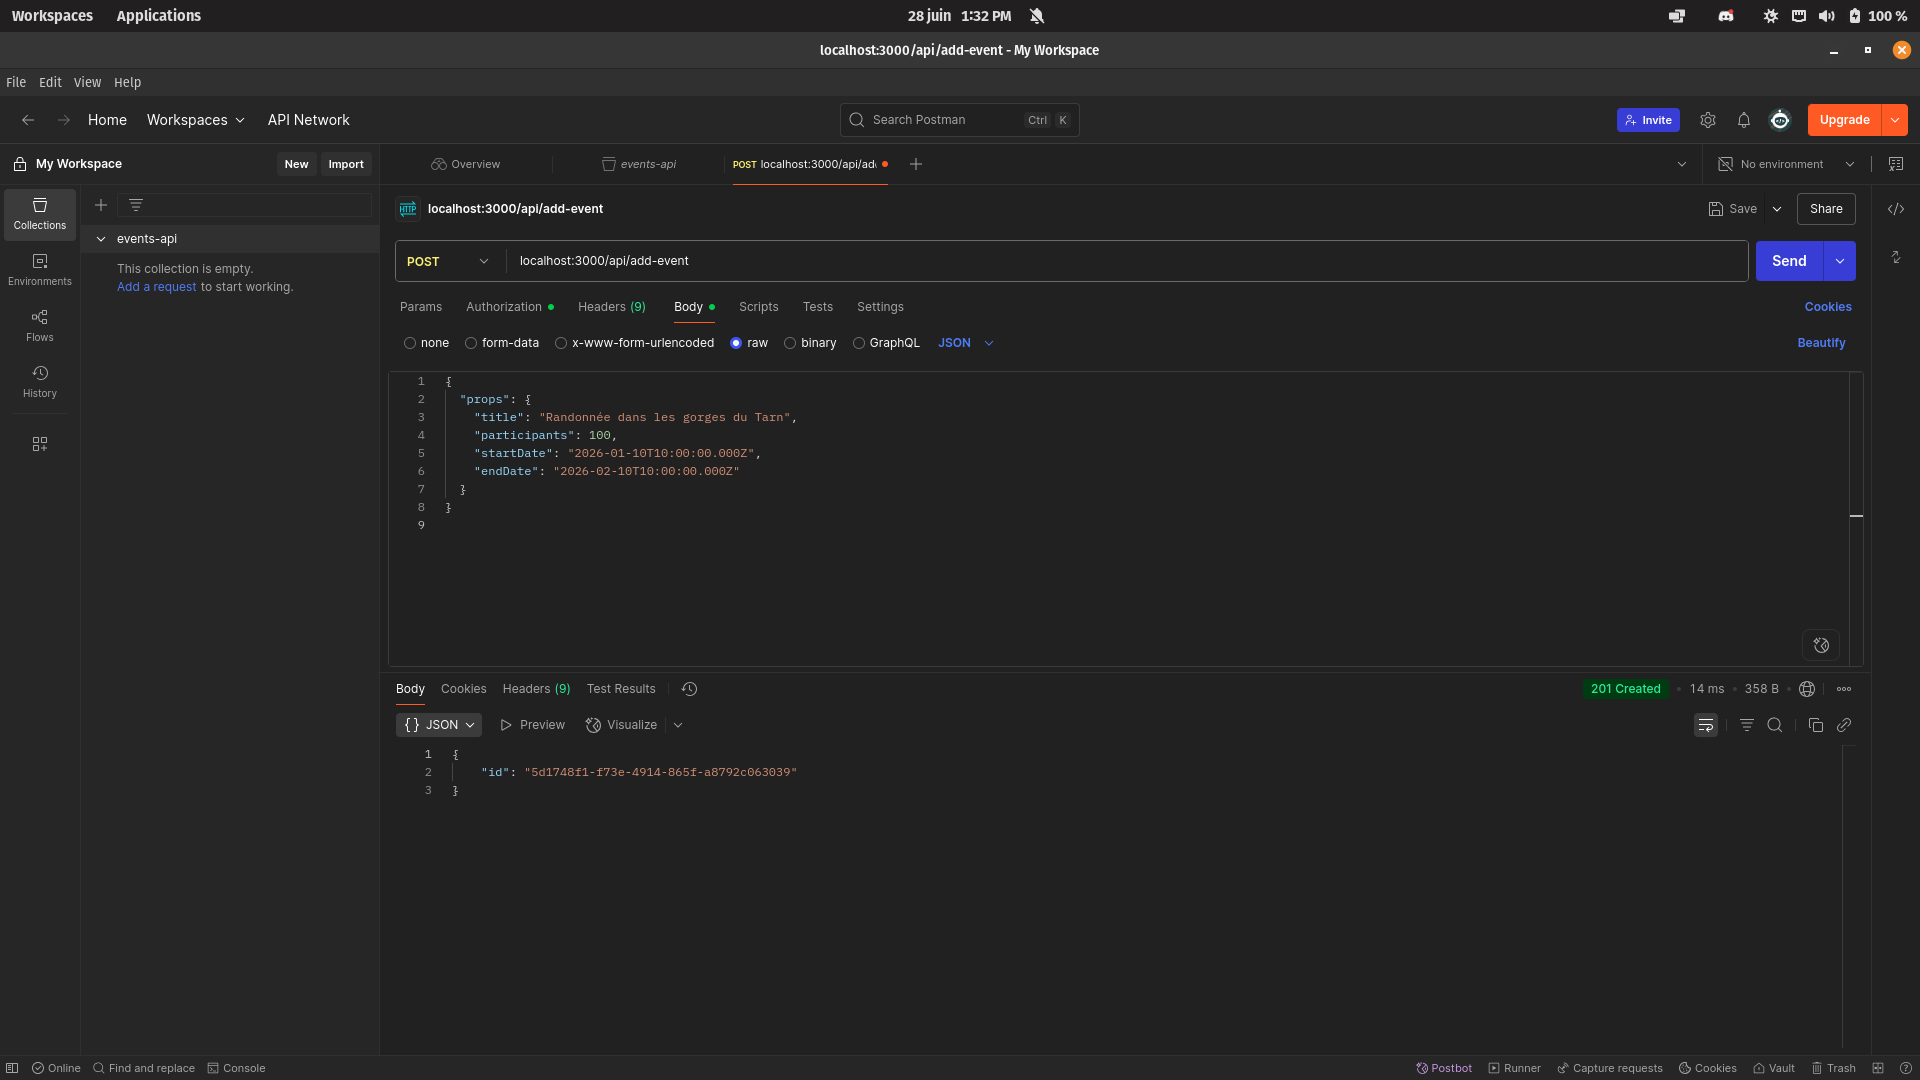 Workspaces Applications 28 juin 1:32 PM 100 %
localhost:3000/api/add-event - My Workspace
File Edit View Help
Home Workspaces API Network Search Postman Ctrl K Invite Upgrade
My Workspace New Import Overview events-api POST localhost:3000/api/ad No environment
Collections
Environments
Flows
History
events-api
This collection is empty.
Add a request to start working.
HTTP localhost:3000/api/add-event Save Share
POST localhost:3000/api/add-event Send
Params Authorization Headers (9) Body Scripts Tests Settings Cookies
none form-data x-www-form-urlencoded raw binary GraphQL JSON Beautify
1 {
2 "props": {
3 "title": "Randonnée dans les gorges du Tarn",
4 "participants": 100,
5 "startDate": "2026-01-10T10:00:00.000Z",
6 "endDate": "2026-02-10T10:00:00.000Z"
7 }
8 }
9
Body Cookies Headers (9) Test Results 201 Created 14 ms 358 B
{} JSON Preview Visualize
1 {
2 "id": "5d1748f1-f73e-4914-865f-a8792c063039"
3 }
Online Find and replace Console Postbot Runner Capture requests Cookies Vault Trash